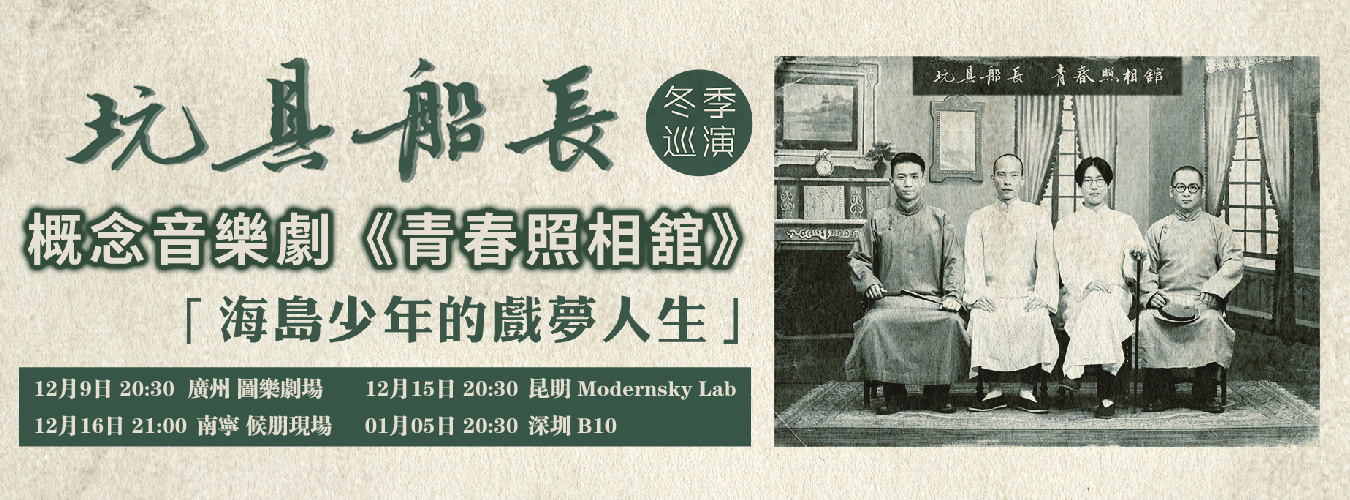 玩具船長
冬季
巡演
概念音樂劇《青春照相舘》
「海島少年的戲夢人生」
12月9日 20:30 廣州 圖樂劇場
12月15日 20:30 昆明 Modernsky Lab
12月16日 21:00 南寧 候朋現場
01月05日 20:30 深圳 B10
玩具船長 青春照相舘